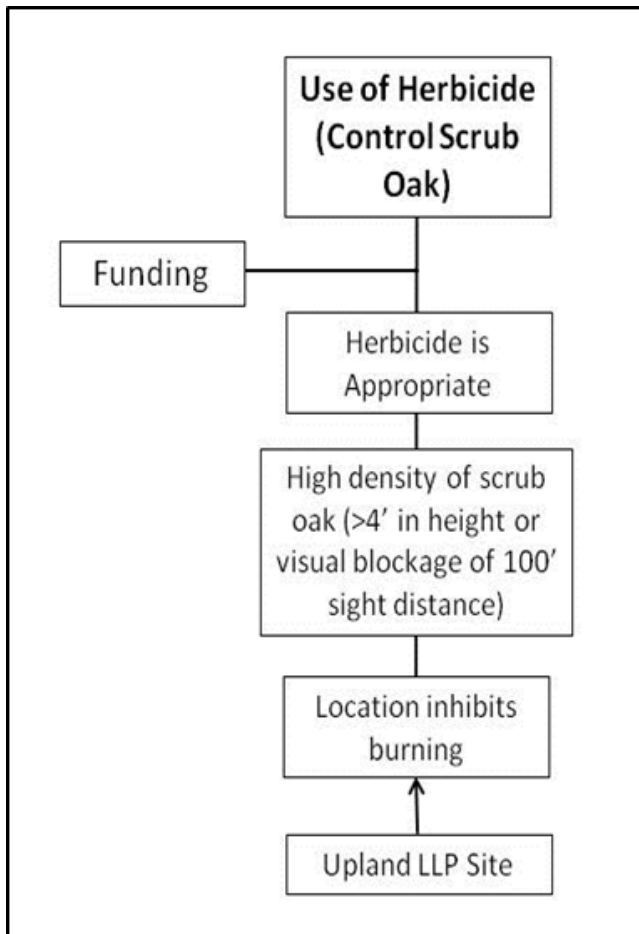 Use of Herbicide
(Control Scrub
Oak)
Funding
Herbicide is
Appropriate
High density of scrub
oak (>4’ in height or
visual blockage of 100’
sight distance)
Location inhibits
burning
Upland LLP Site